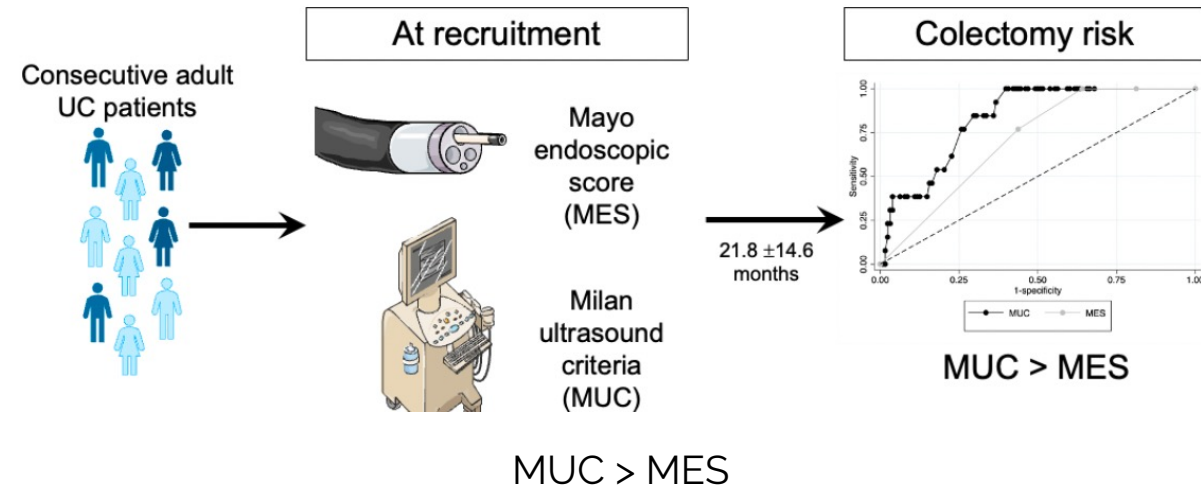 At recruitment
Colectomy risk
Consecutive adult
UC patients
Mayo
endoscopic
score
(MES)
Milan
ultrasound
criteria
(MUC)
21.8 ±14.6
months
Sensitivity
1.00
0.75
0.50
0.25
0.00
0.00 0.25 0.50 0.75 1.00
1-specificity
MUC MES
MUC > MES
MUC > MES